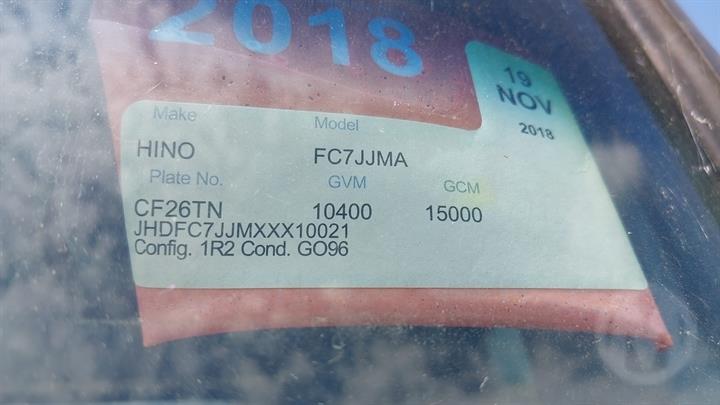 2018
19
NOV
2018
Make Model
HINO FC7JJMA
Plate No. GVM GCM
CF26TN 10400 15000
JHDFC7JJMXXX10021
Config. 1R2 Cond. GO96